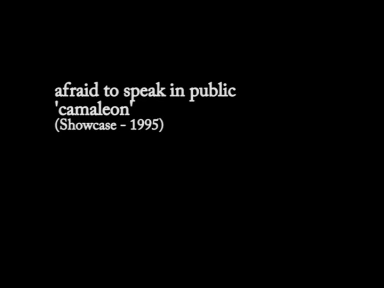 afraid to speak in public
'camaleon'
(Showcase - 1995)